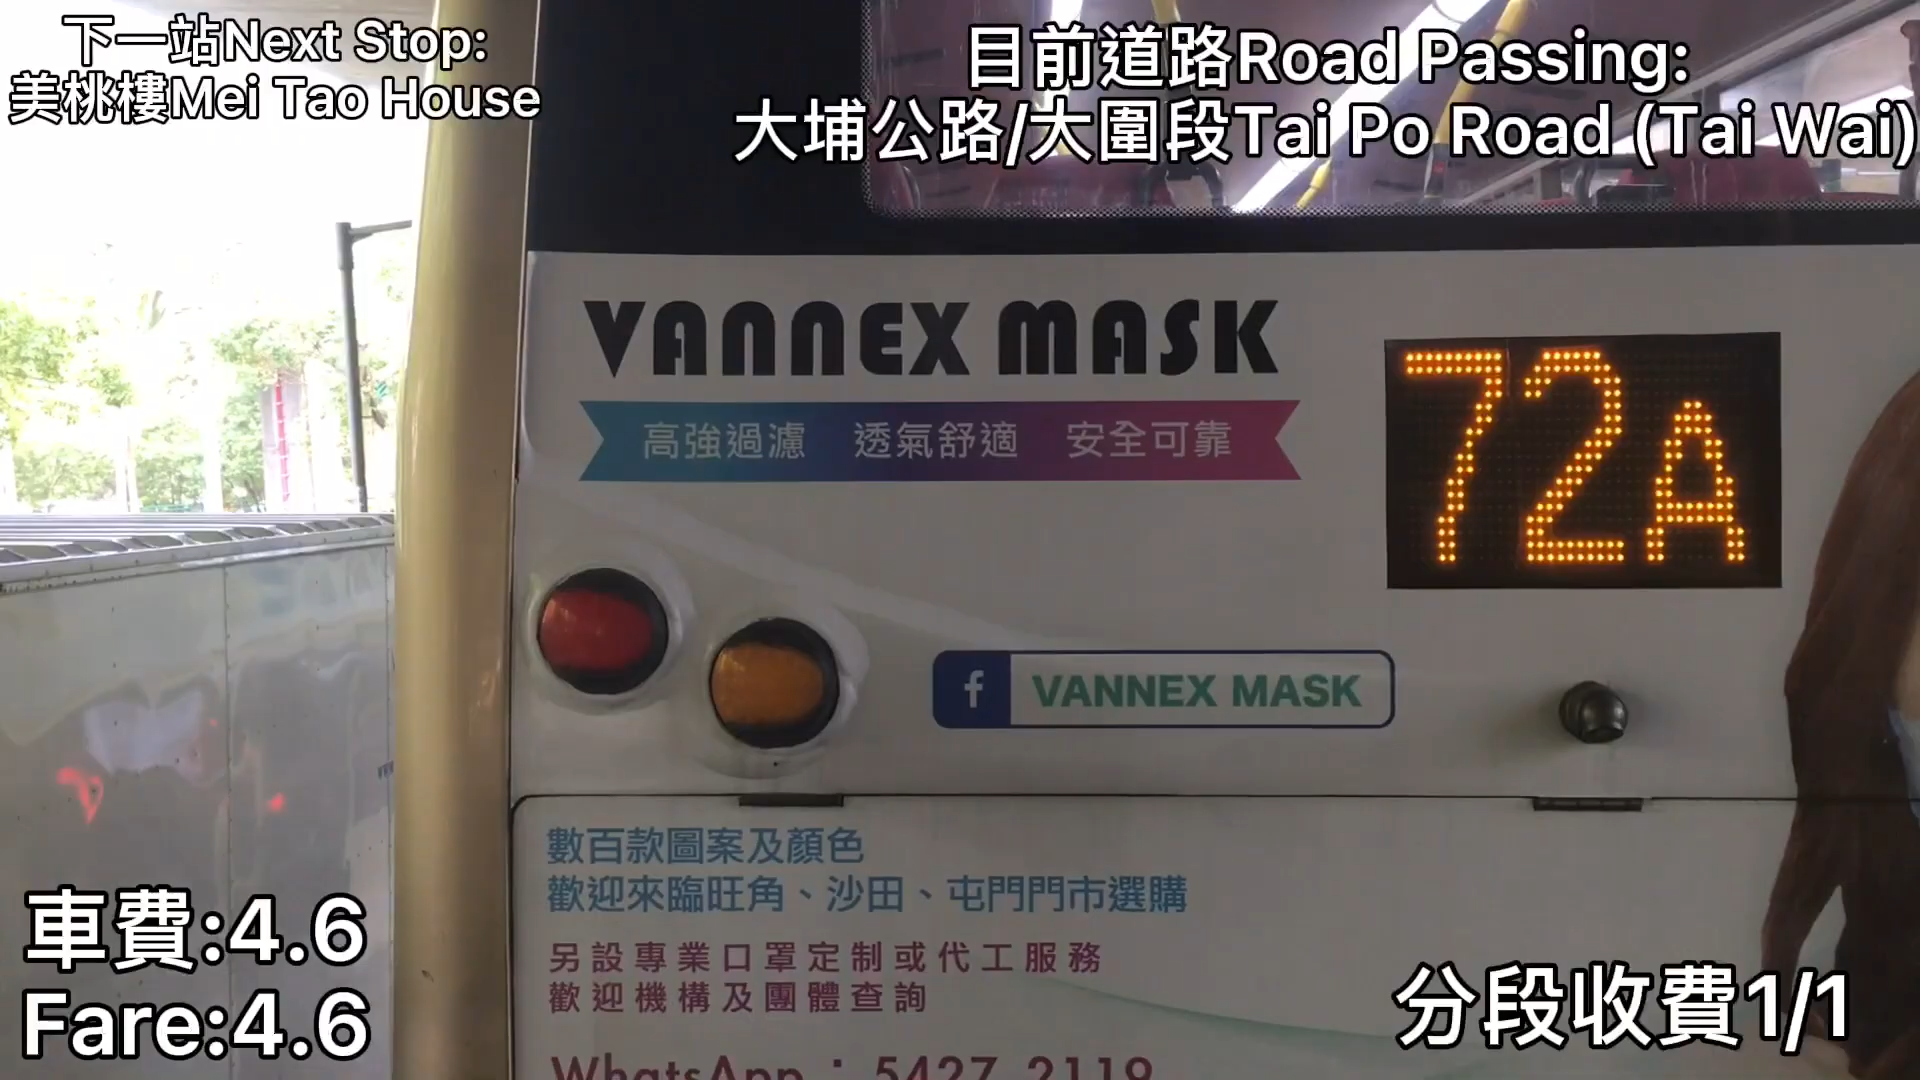 下一站Next Stop:
美桃樓Mei Tao House
目前道路Road Passing:
大埔公路/大圍段Tai Po Road (Tai Wai)
VANNEX MASK
高強過濾 透氣舒適 安全可靠
72A
f VANNEX MASK
數百款圖案及顏色
歡迎來臨旺角、沙田、屯門門市選購
另設專業口罩定制或代工服務
歡迎機構及團體查詢
WhatsApp：5427 2119
車費:4.6
Fare:4.6
分段收費1/1